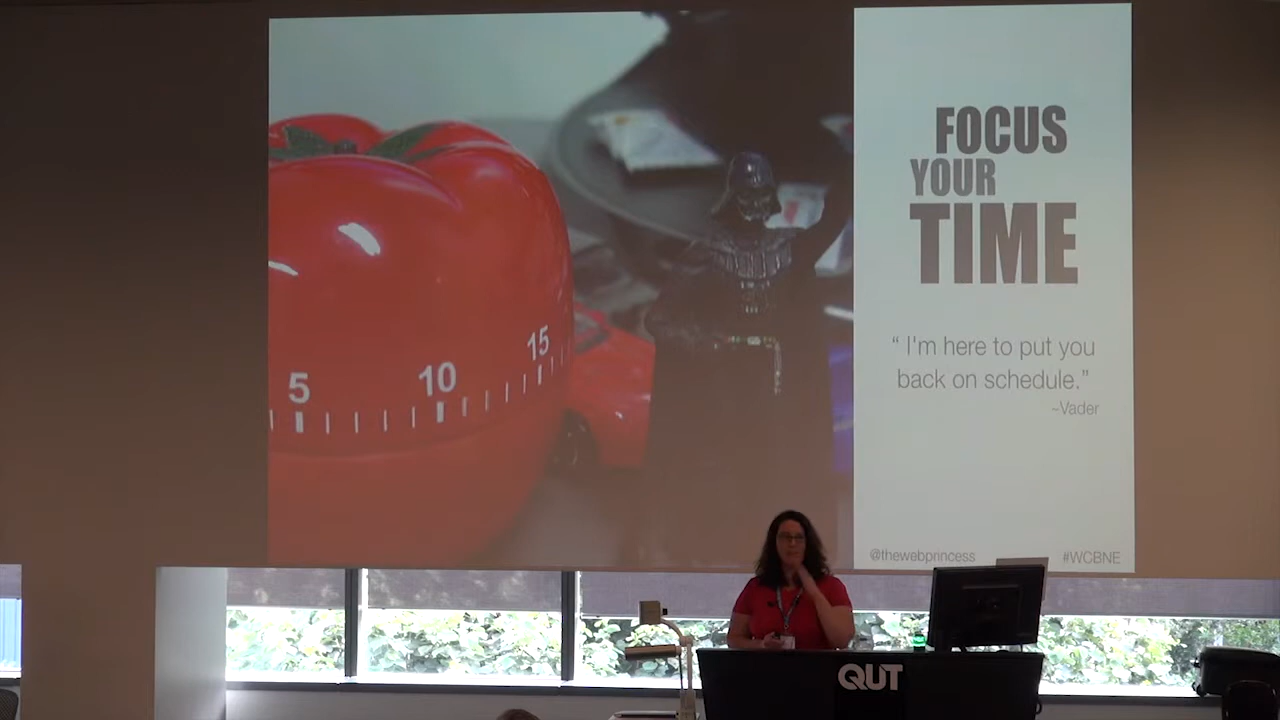 5
10
15
FOCUS
YOUR
TIME
“ I'm here to put you
back on schedule.”
~Vader
@thewebprincess #WCBNE
QUT